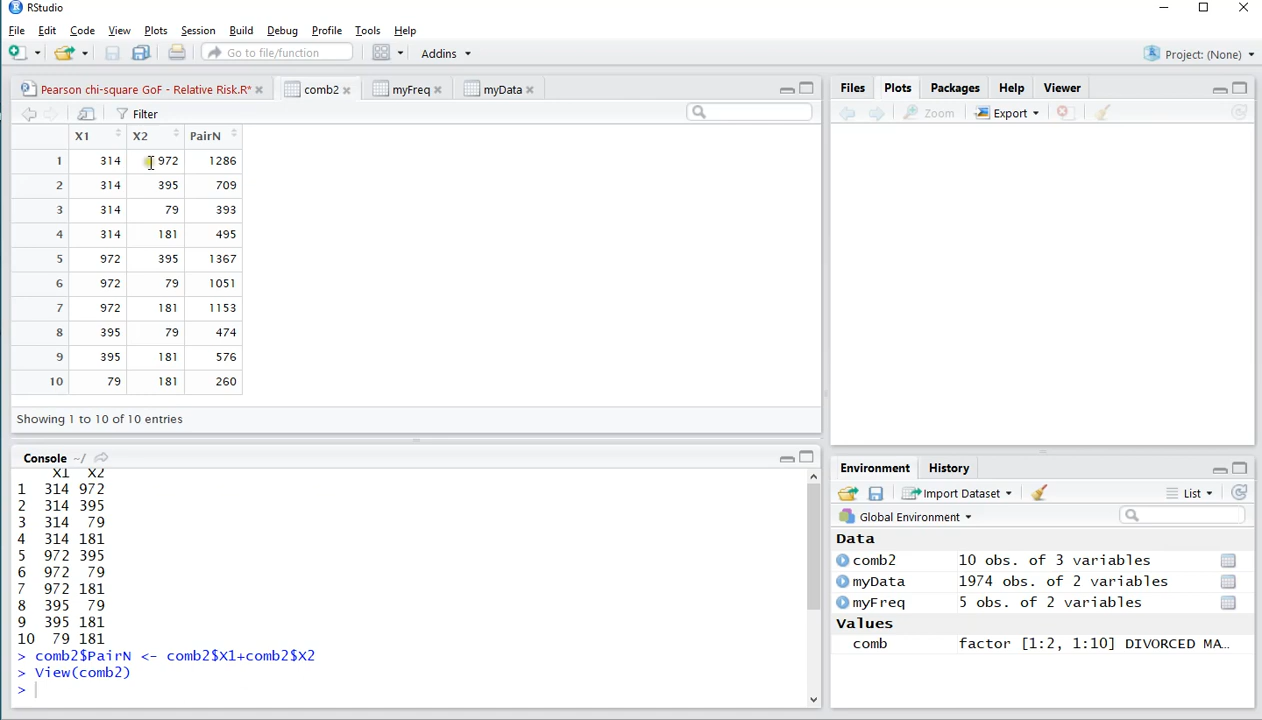 RStudio
File Edit Code View Plots Session Build Debug Profile Tools Help
Go to file/function Addins Project: (None)
Pearson chi-square GoF - Relative Risk.R* comb2 myFreq myData
Filter
X1 X2 PairN
1 314 972 1286
2 314 395 709
3 314 79 393
4 314 181 495
5 972 395 1367
6 972 79 1051
7 972 181 1153
8 395 79 474
9 395 181 576
10 79 181 260
Showing 1 to 10 of 10 entries
Console ~/
X1 X2
1 314 972
2 314 395
3 314 79
4 314 181
5 972 395
6 972 79
7 972 181
8 395 79
9 395 181
10 79 181
> comb2$PairN <- comb2$X1+comb2$X2
> View(comb2)
>
Files Plots Packages Help Viewer
Zoom Export
Environment History
Import Dataset List
Global Environment
Data
comb2 10 obs. of 3 variables
myData 1974 obs. of 2 variables
myFreq 5 obs. of 2 variables
Values
comb factor [1:2, 1:10] DIVORCED MA…